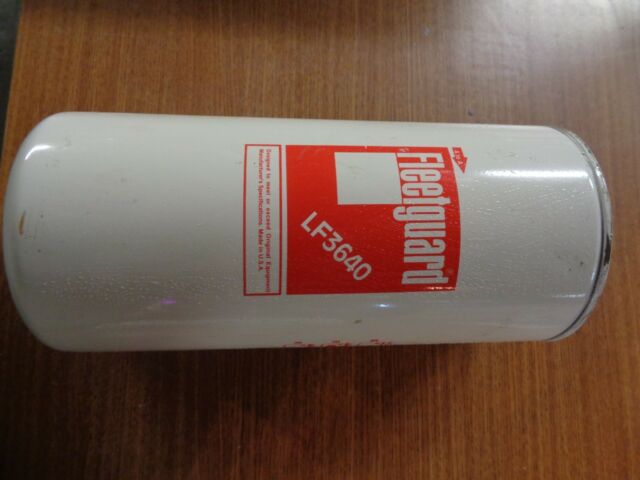 Fleetguard®
LF3640
Designed to meet or exceed Original Equipment
Manufacturer's Specifications. Made in U.S.A.